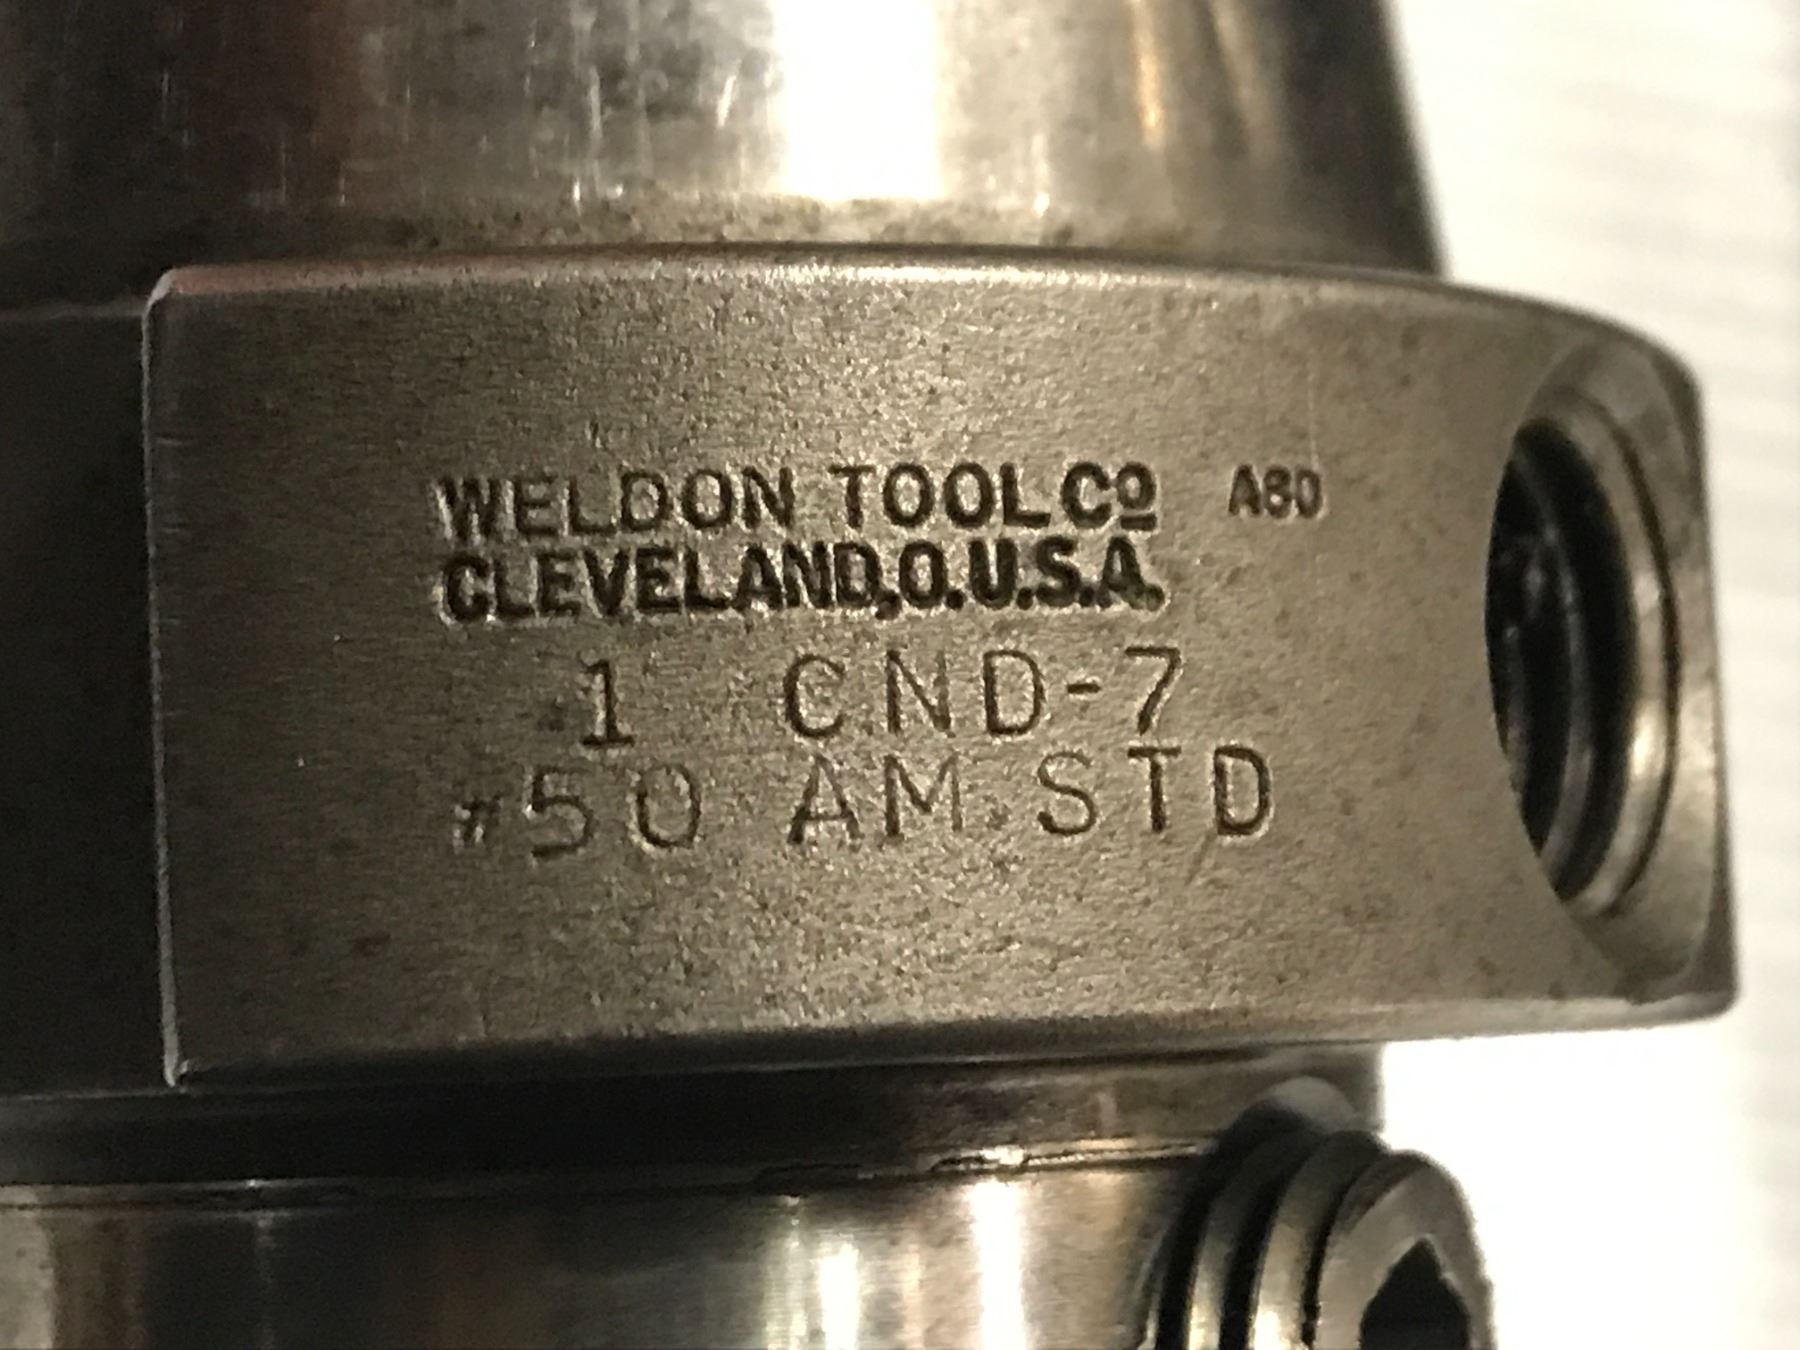 WELDON TOOL Cº A80
CLEVELAND,O.U.S.A.
1 CND-7
#50 AM.STD